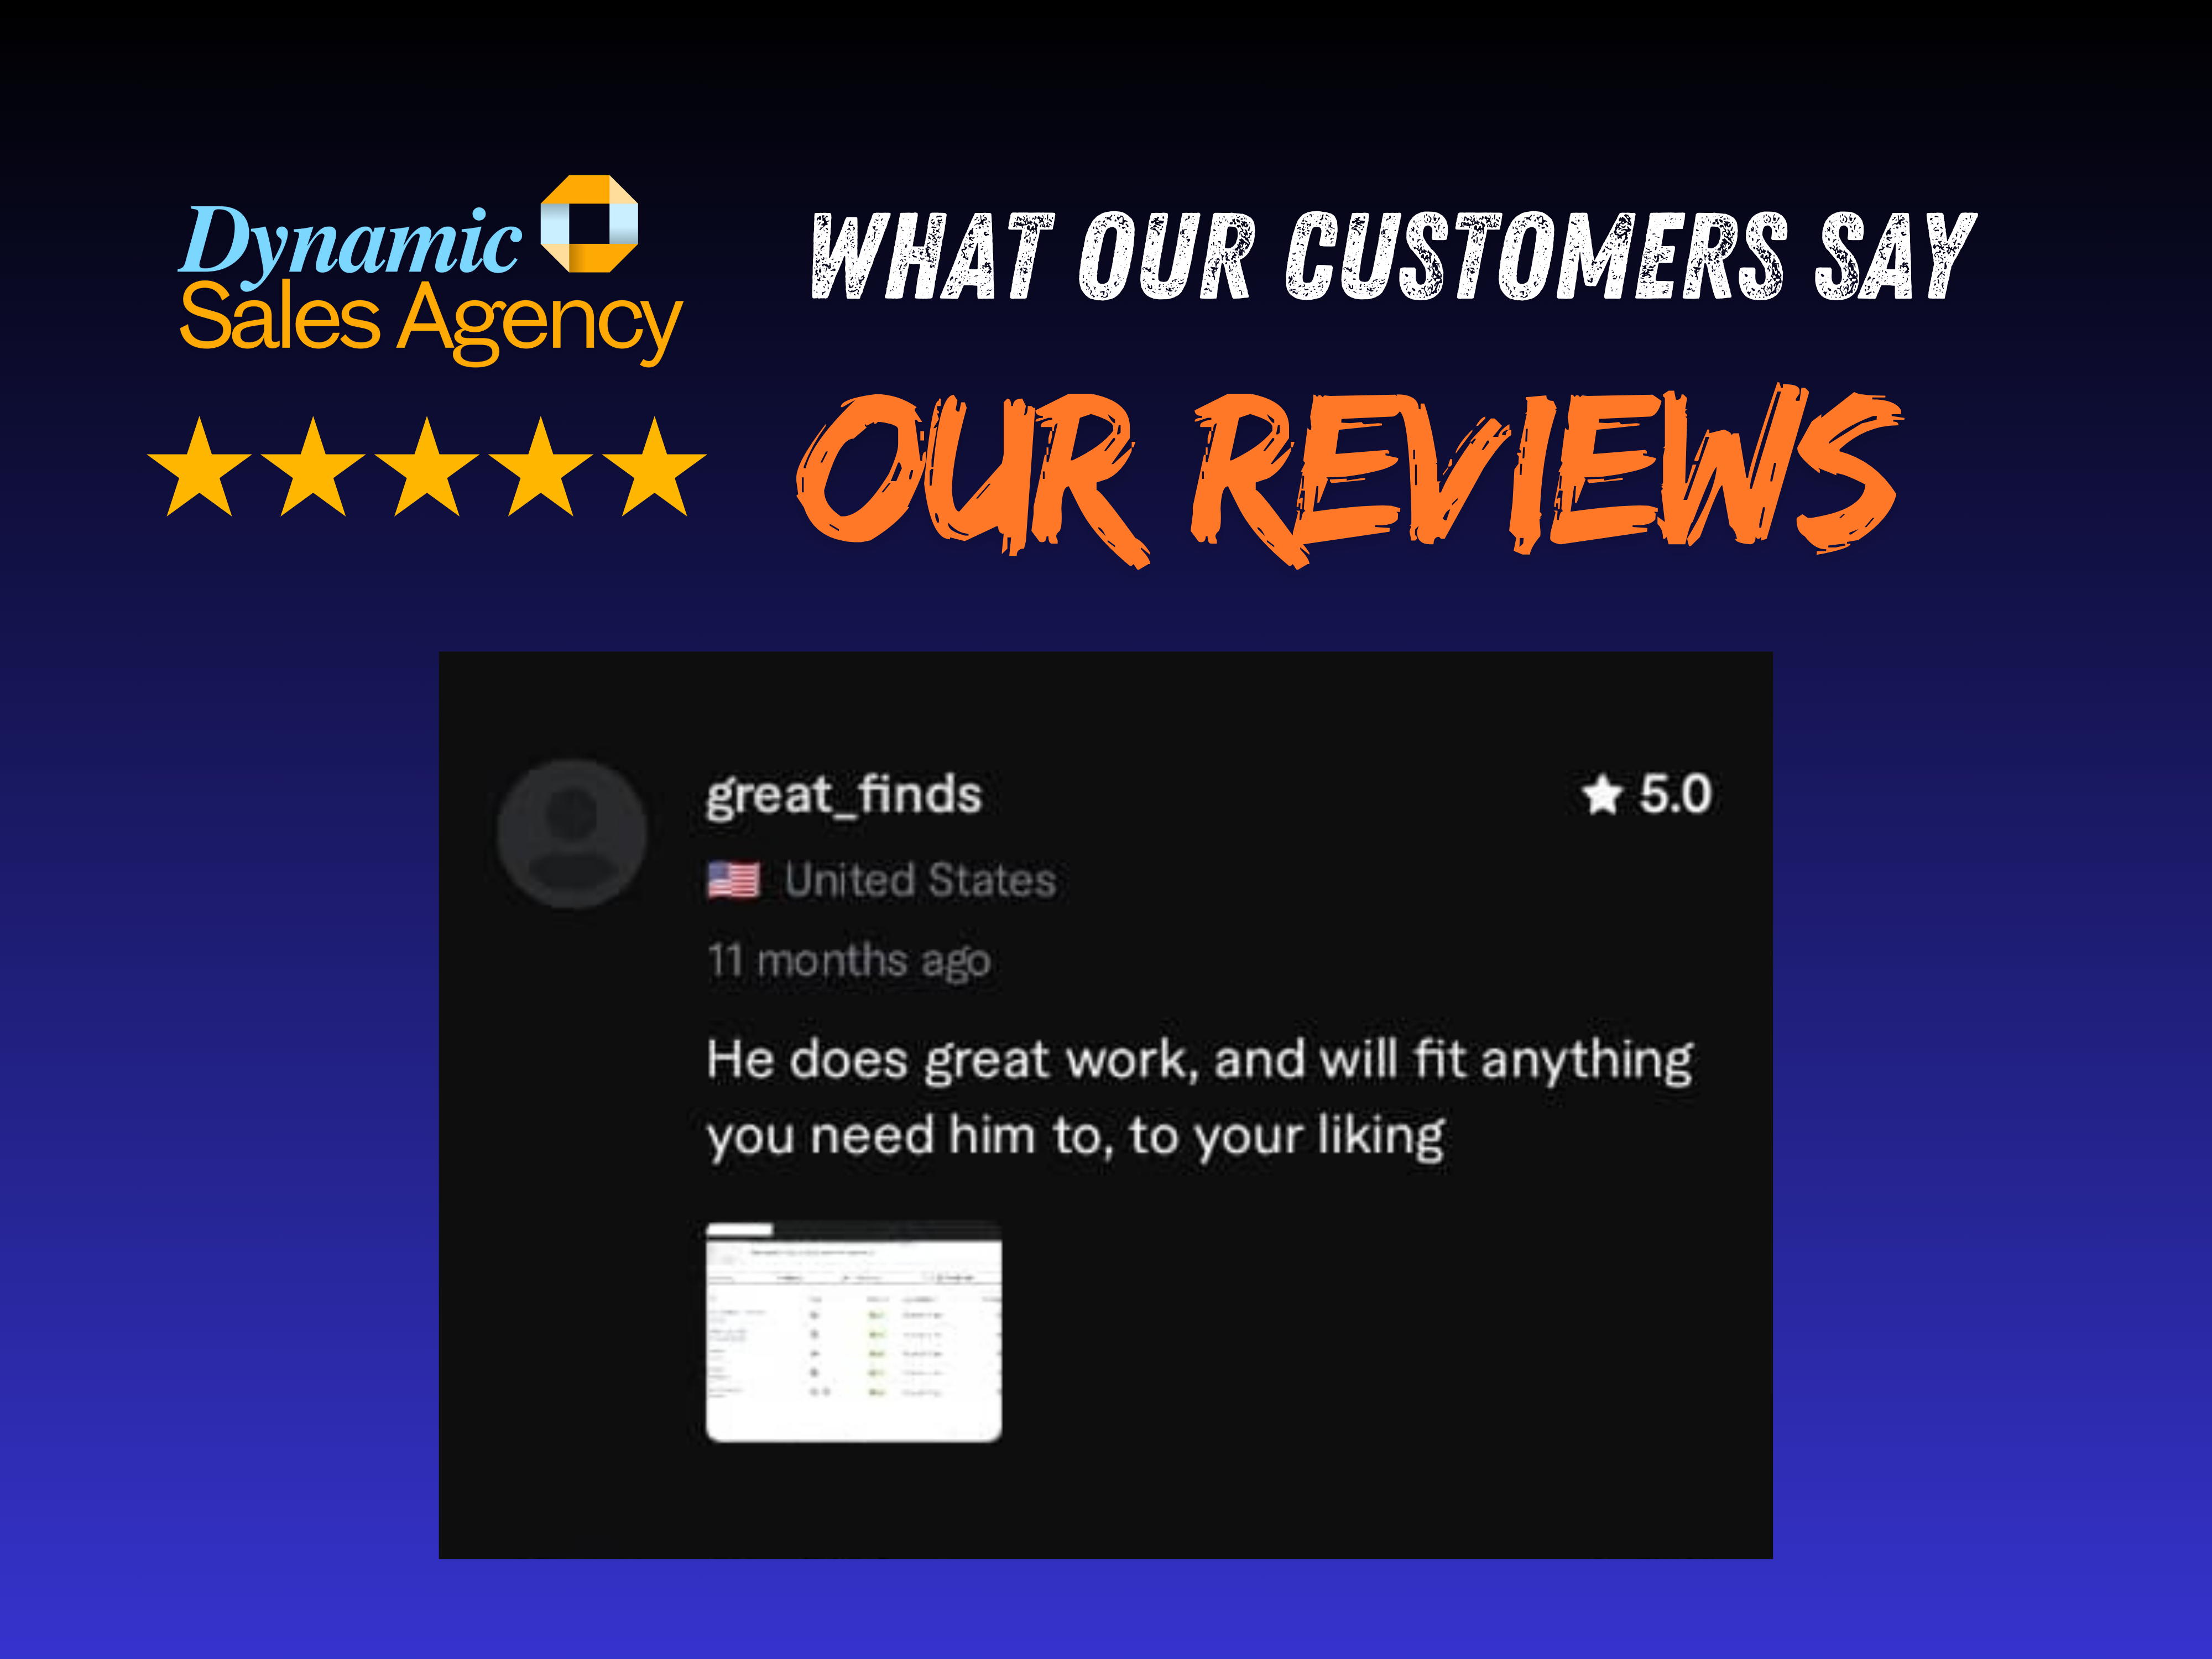 Dynamic
Sales Agency
WHAT OUR CUSTOMERS SAY
OUR REVIEWS
great_finds
5.0
United States
11 months ago
He does great work, and will fit anything
you need him to, to your liking